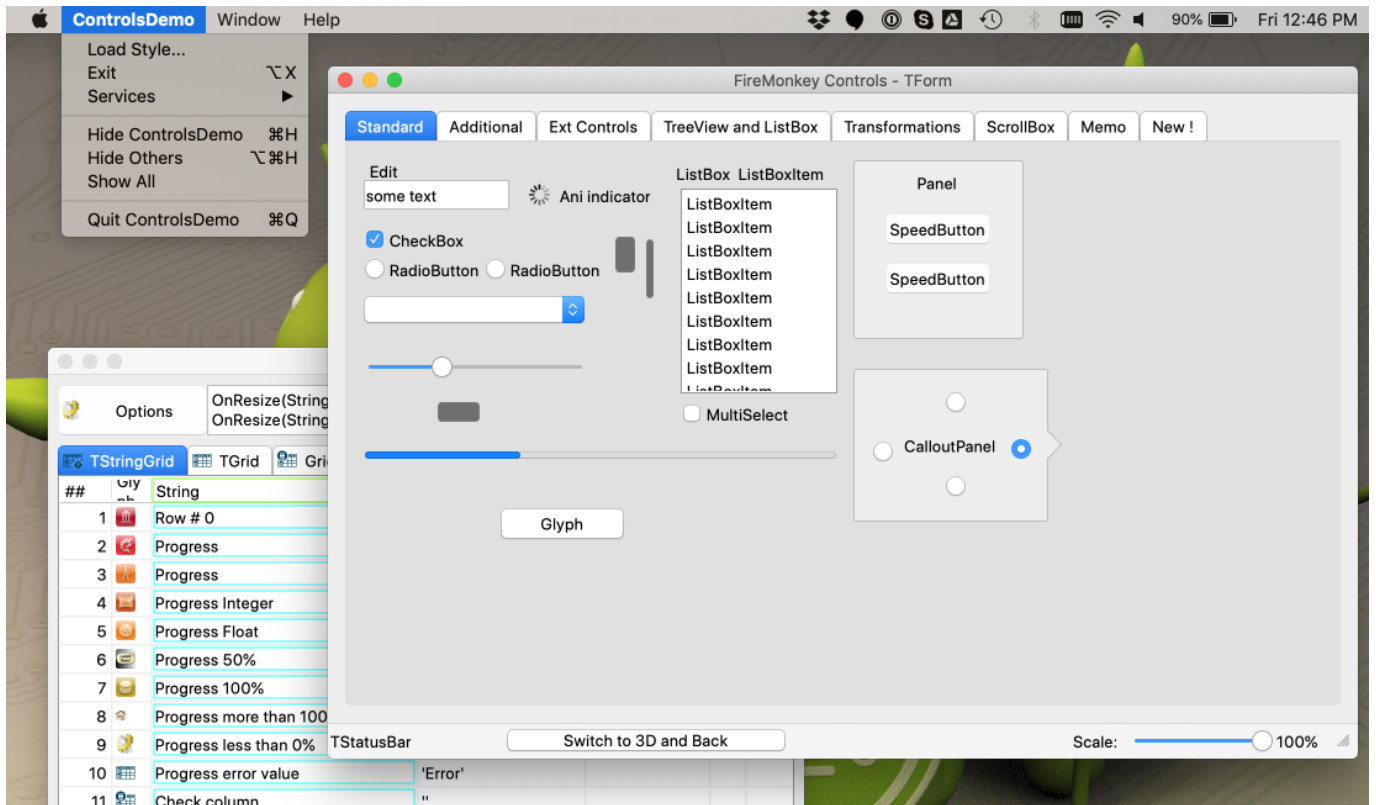 ControlsDemo Window Help 90% Fri 12:46 PM
Load Style...
Exit ⌥X
Services ▶
Hide ControlsDemo ⌘H
Hide Others ⌥⌘H
Show All
Quit ControlsDemo ⌘Q
FireMonkey Controls - TForm
Standard Additional Ext Controls TreeView and ListBox Transformations ScrollBox Memo New !
Edit
some text
Ani indicator
CheckBox
RadioButton RadioButton
ListBox ListBoxItem
ListBoxItem
ListBoxItem
ListBoxItem
ListBoxItem
ListBoxItem
ListBoxItem
ListBoxItem
ListBoxItem
ListBoxItem
MultiSelect
Panel
SpeedButton
SpeedButton
CalloutPanel
Glyph
TStatusBar Switch to 3D and Back Scale: 100%
Options
OnResize(String
OnResize(String
TStringGrid TGrid Gri
## Gly String
ph
1 Row # 0
2 Progress
3 Progress
4 Progress Integer
5 Progress Float
6 Progress 50%
7 Progress 100%
8 Progress more than 100
9 Progress less than 0%
10 Progress error value 'Error'
11 Check column ''